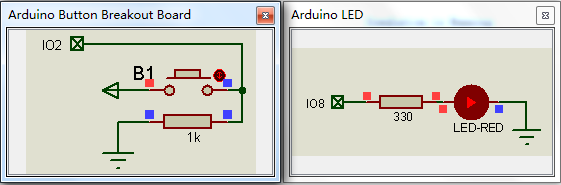 Arduino Button Breakout Board
IO2
B1
1k
Arduino LED
IO8
330
LED-RED